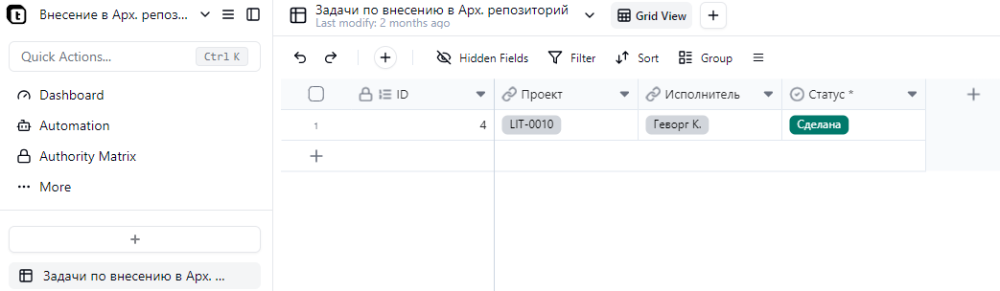 Внесение в Арх. репоз...
Quick Actions...
Ctrl K
Dashboard
Automation
Authority Matrix
More
Задачи по внесению в Арх. ...
Задачи по внесению в Арх. репозиторий
Last modify: 2 months ago
Grid View
Hidden Fields
Filter
Sort
Group
ID
Проект
Исполнитель
Статус *
1
4
LIT-0010
Геворг К.
Сделана